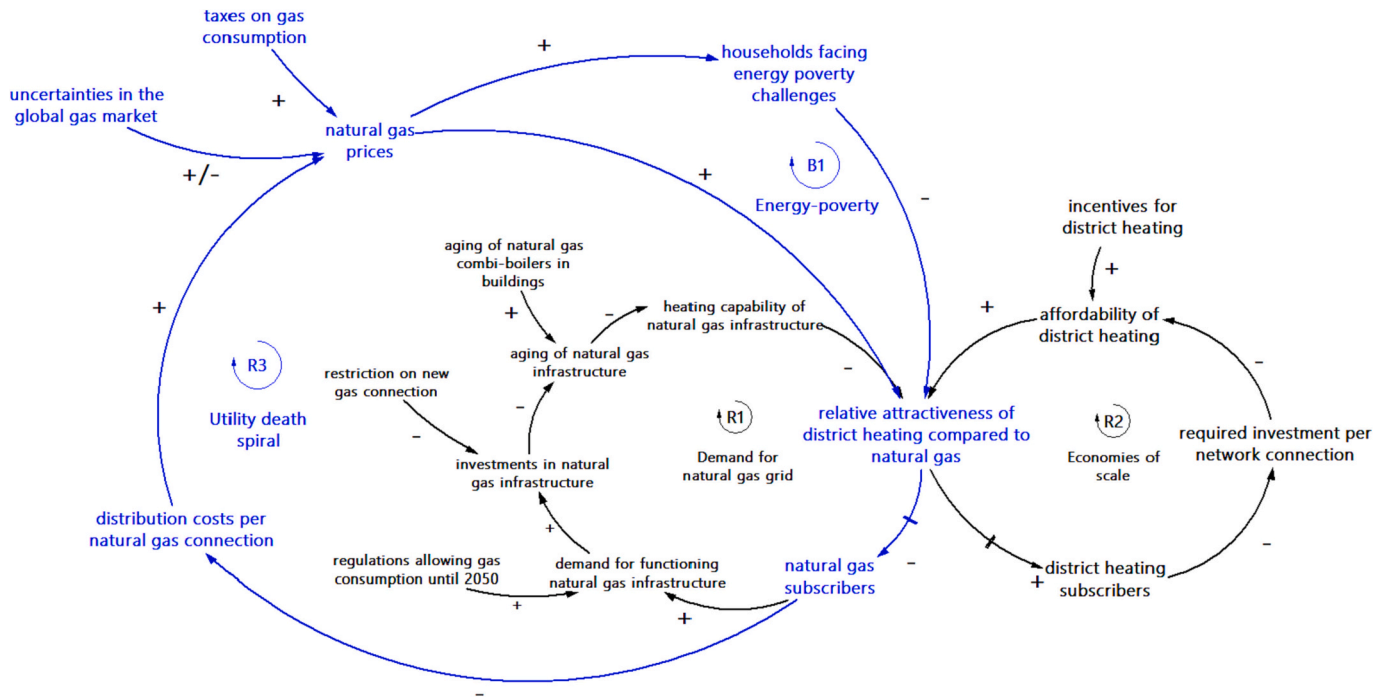 taxes on gas
consumption
+
households facing
energy poverty
challenges
+
uncertainties in the
global gas market
+/-
natural gas
prices
+
B1
Energy-poverty
-
incentives for
district heating
+
affordability of
district heating
+
aging of natural gas
combi-boilers in
buildings
+
-
heating capability of
natural gas infrastructure
-
aging of natural gas
infrastructure
+
R3
Utility death
spiral
restriction on new
gas connection
-
-
R1
Demand for
natural gas grid
relative attractiveness of
district heating compared to
natural gas
R2
Economies of
scale
-
required investment per
network connection
investments in natural
gas infrastructure
+
distribution costs per
natural gas connection
regulations allowing gas
consumption until 2050
+
demand for functioning
natural gas infrastructure
+
natural gas
subscribers
-
+
district heating
subscribers
-
-